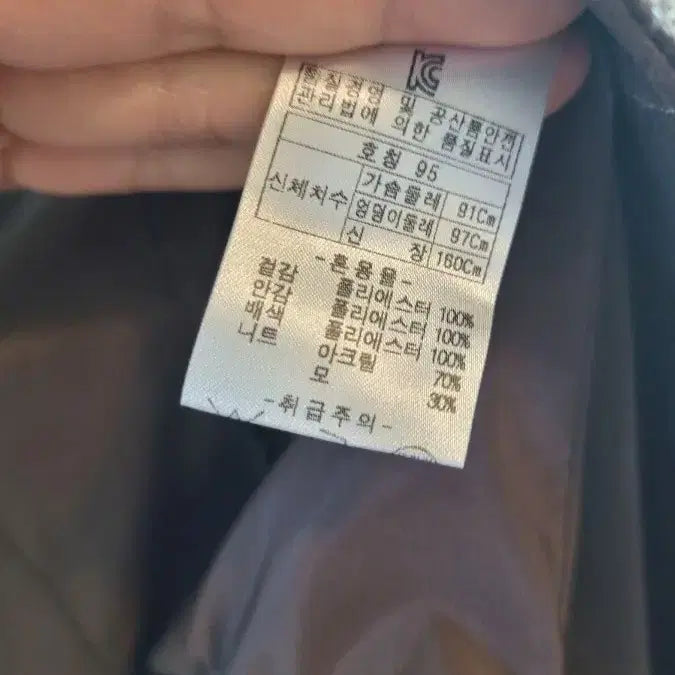 KC
품질경영 및 공산품안전
관리법에 의한 품질표시
호칭 95
신체치수 가슴둘레 91Cm
엉덩이둘레 97Cm
신 장 160Cm
- 혼용율 -
겉감 폴리에스터 100%
안감 폴리에스터 100%
배색 폴리에스터 100%
니트 아크릴 70%
모 30%
- 취급주의 -